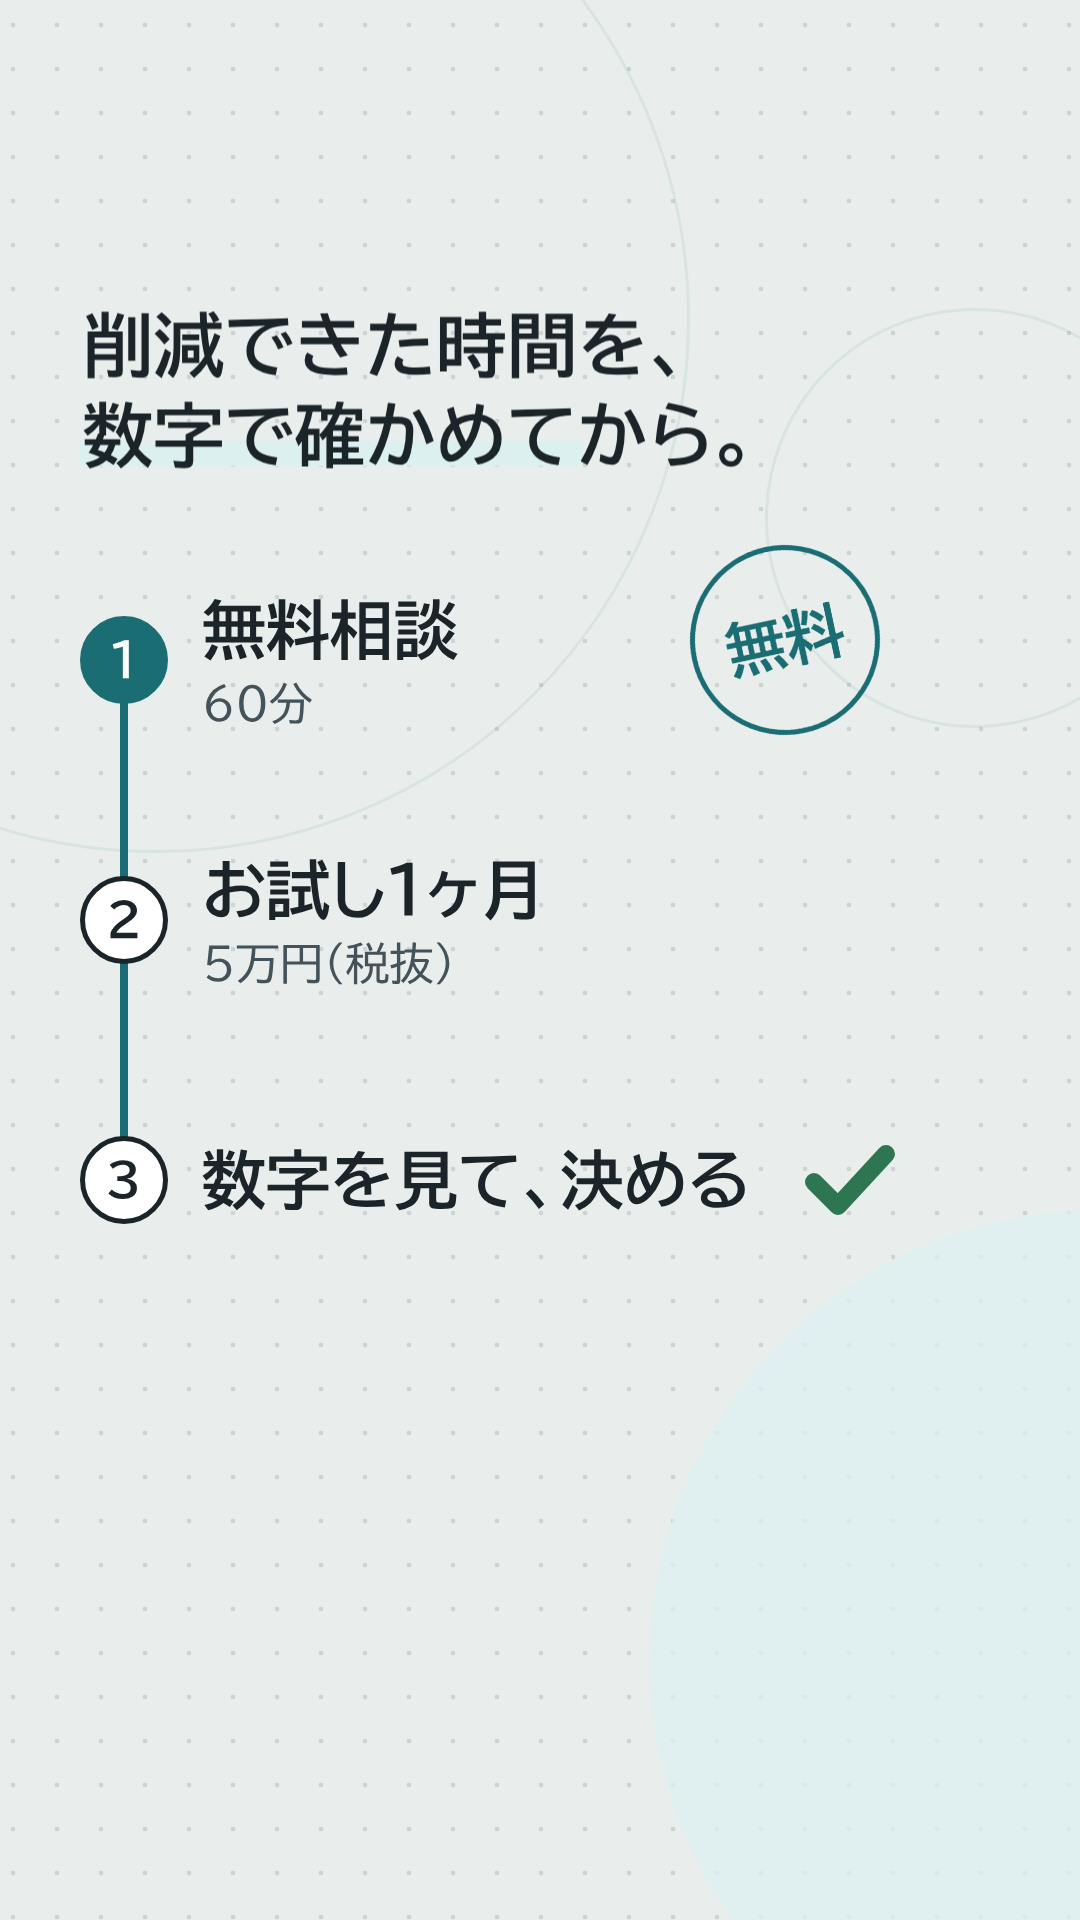 削減できた時間を、
数字で確かめてから。
1
無料相談
60分
無料
2
お試し1ヶ月
5万円(税抜)
3
数字を見て、決める